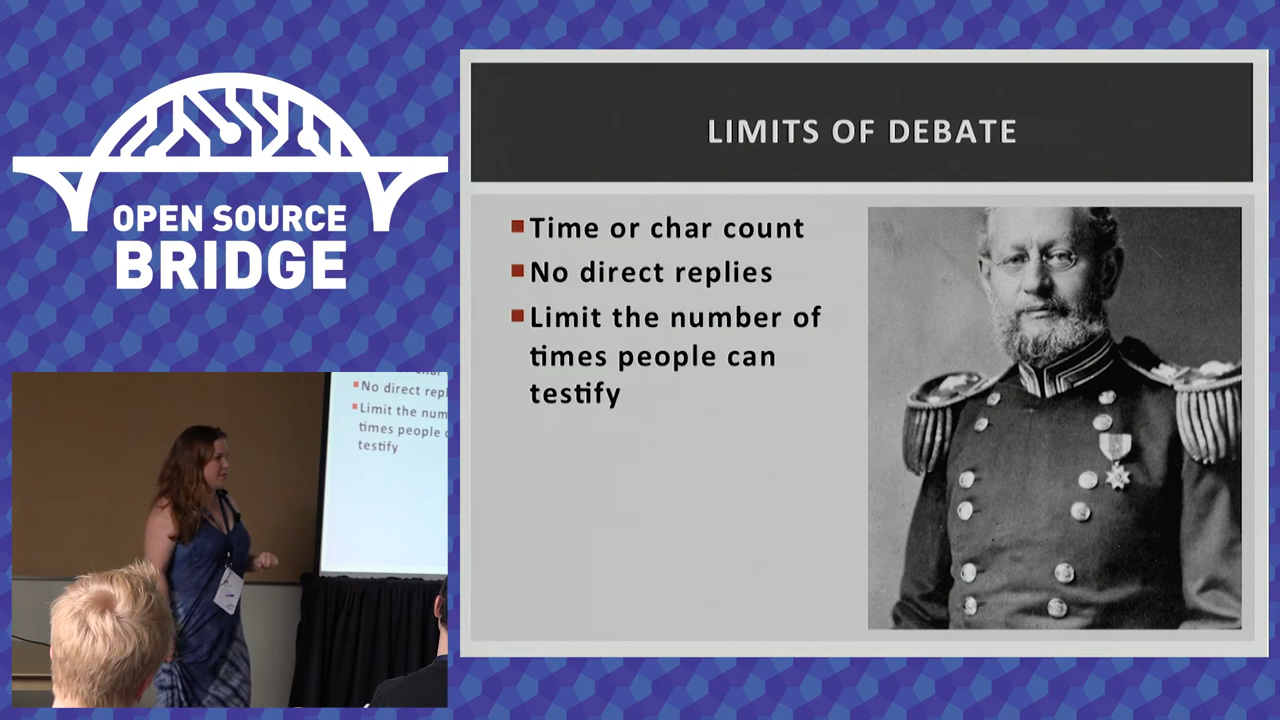 OPEN SOURCE
BRIDGE
LIMITS OF DEBATE
Time or char count
No direct replies
Limit the number of
times people can
testify
No direct repl
Limit the num
times people
testify